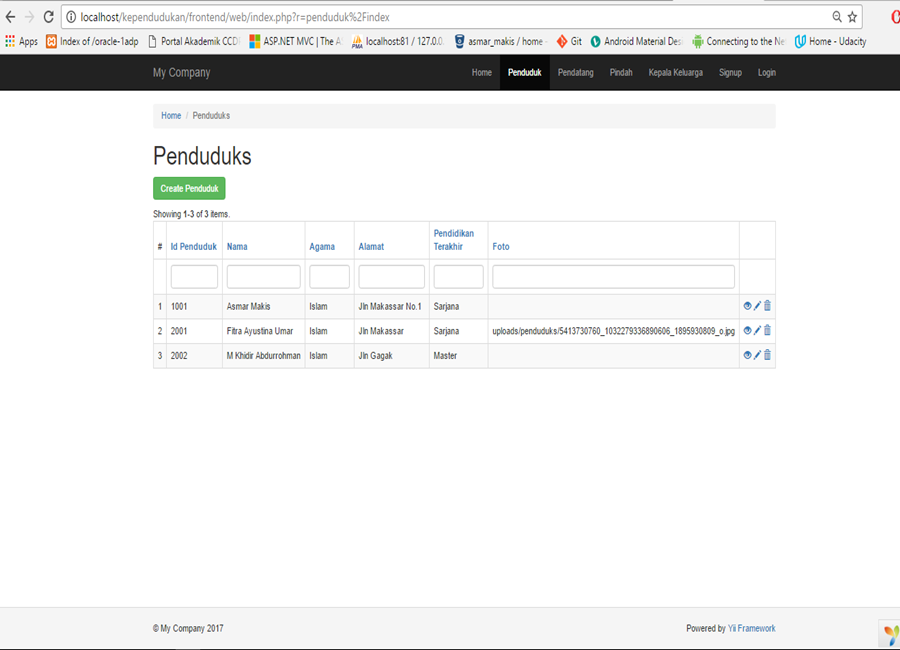 localhost/kependudukan/frontend/web/index.php?r=penduduk%2Findex
Apps Index of /oracle-1adp Portal Akademik CCD ASP.NET MVC | The A localhost:81 / 127.0.0. asmar_makis / home Git Android Material Des Connecting to the Ne Home - Udacity
My Company Home Penduduk Pendatang Pindah Kepala Keluarga Signup Login
Home / Penduduks
Penduduks
Create Penduduk
Showing 1-3 of 3 items.
# Id Penduduk Nama Agama Alamat Pendidikan Terakhir Foto
1 1001 Asmar Makis Islam Jln Makassar No.1 Sarjana
2 2001 Fitra Ayustina Umar Islam Jln Makassar Sarjana uploads/penduduks/5413730760_1032279336890606_1895930809_o.jpg
3 2002 M Khidir Abdurrohman Islam Jln Gagak Master
© My Company 2017 Powered by Yii Framework